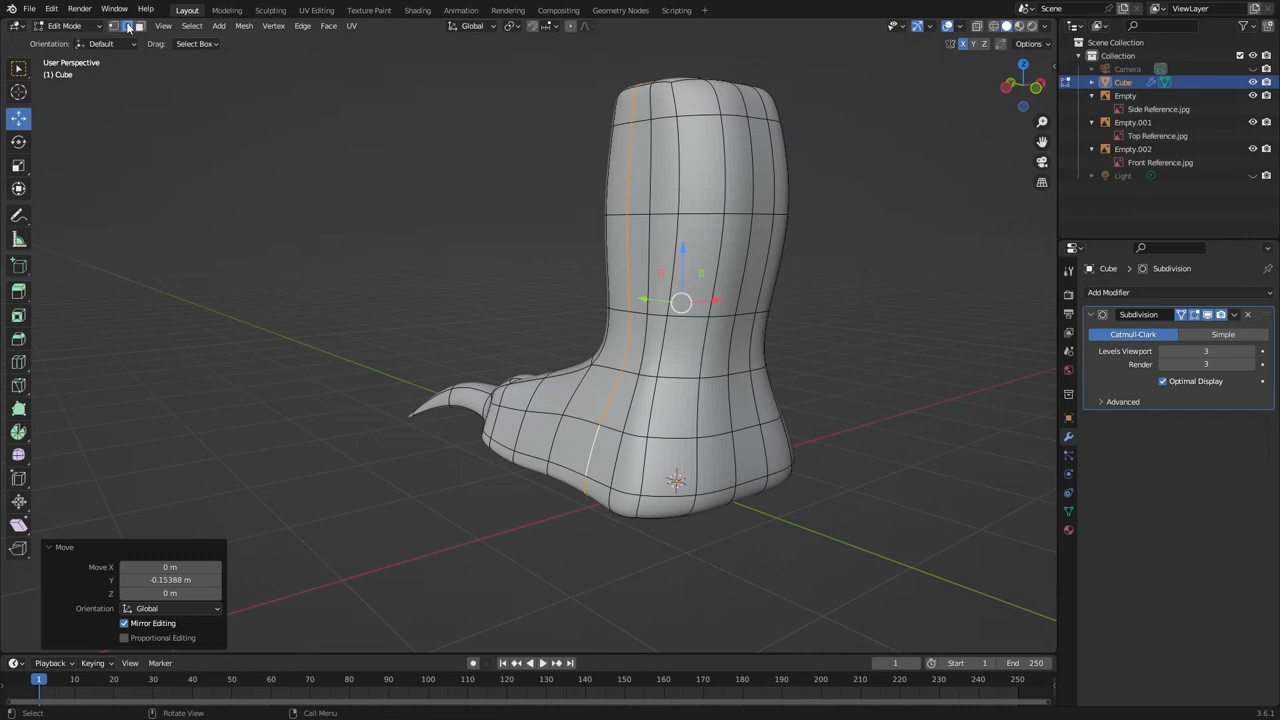 File Edit Render Window Help Layout Modeling Sculpting UV Editing Texture Paint Shading Animation Rendering Compositing Geometry Nodes Scripting Scene ViewLayer
Edit Mode View Select Add Mesh Vertex Edge Face UV Global
Orientation: Default Drag: Select Box X Y Z Options
User Perspective
(1) Cube
Z
Scene Collection
Collection
Camera
Cube
Empty
Side Reference.jpg
Empty.001
Top Reference.jpg
Empty.002
Front Reference.jpg
Light
Cube Subdivision
Add Modifier
Subdivision
Catmull-Clark Simple
Levels Viewport 3
Render 3
Optimal Display
Advanced
Move
Move X 0 m
Y -0.15388 m
Z 0 m
Orientation Global
Mirror Editing
Proportional Editing
Playback Keying View Marker 1 Start 1 End 250
1 10 20 30 40 50 60 70 80 90 100 110 120 130 140 150 160 170 180 190 200 210 220 230 240 250
Select Rotate View Call Menu 3.6.1